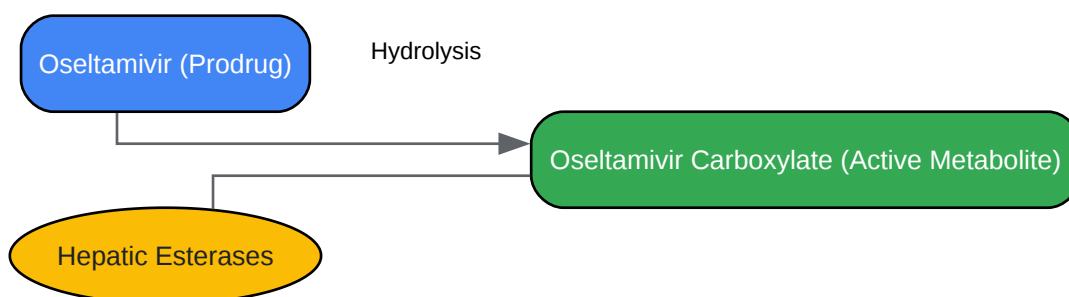 Oseltamivir (Prodrug)
Hydrolysis
Oseltamivir Carboxylate (Active Metabolite)
Hepatic Esterases